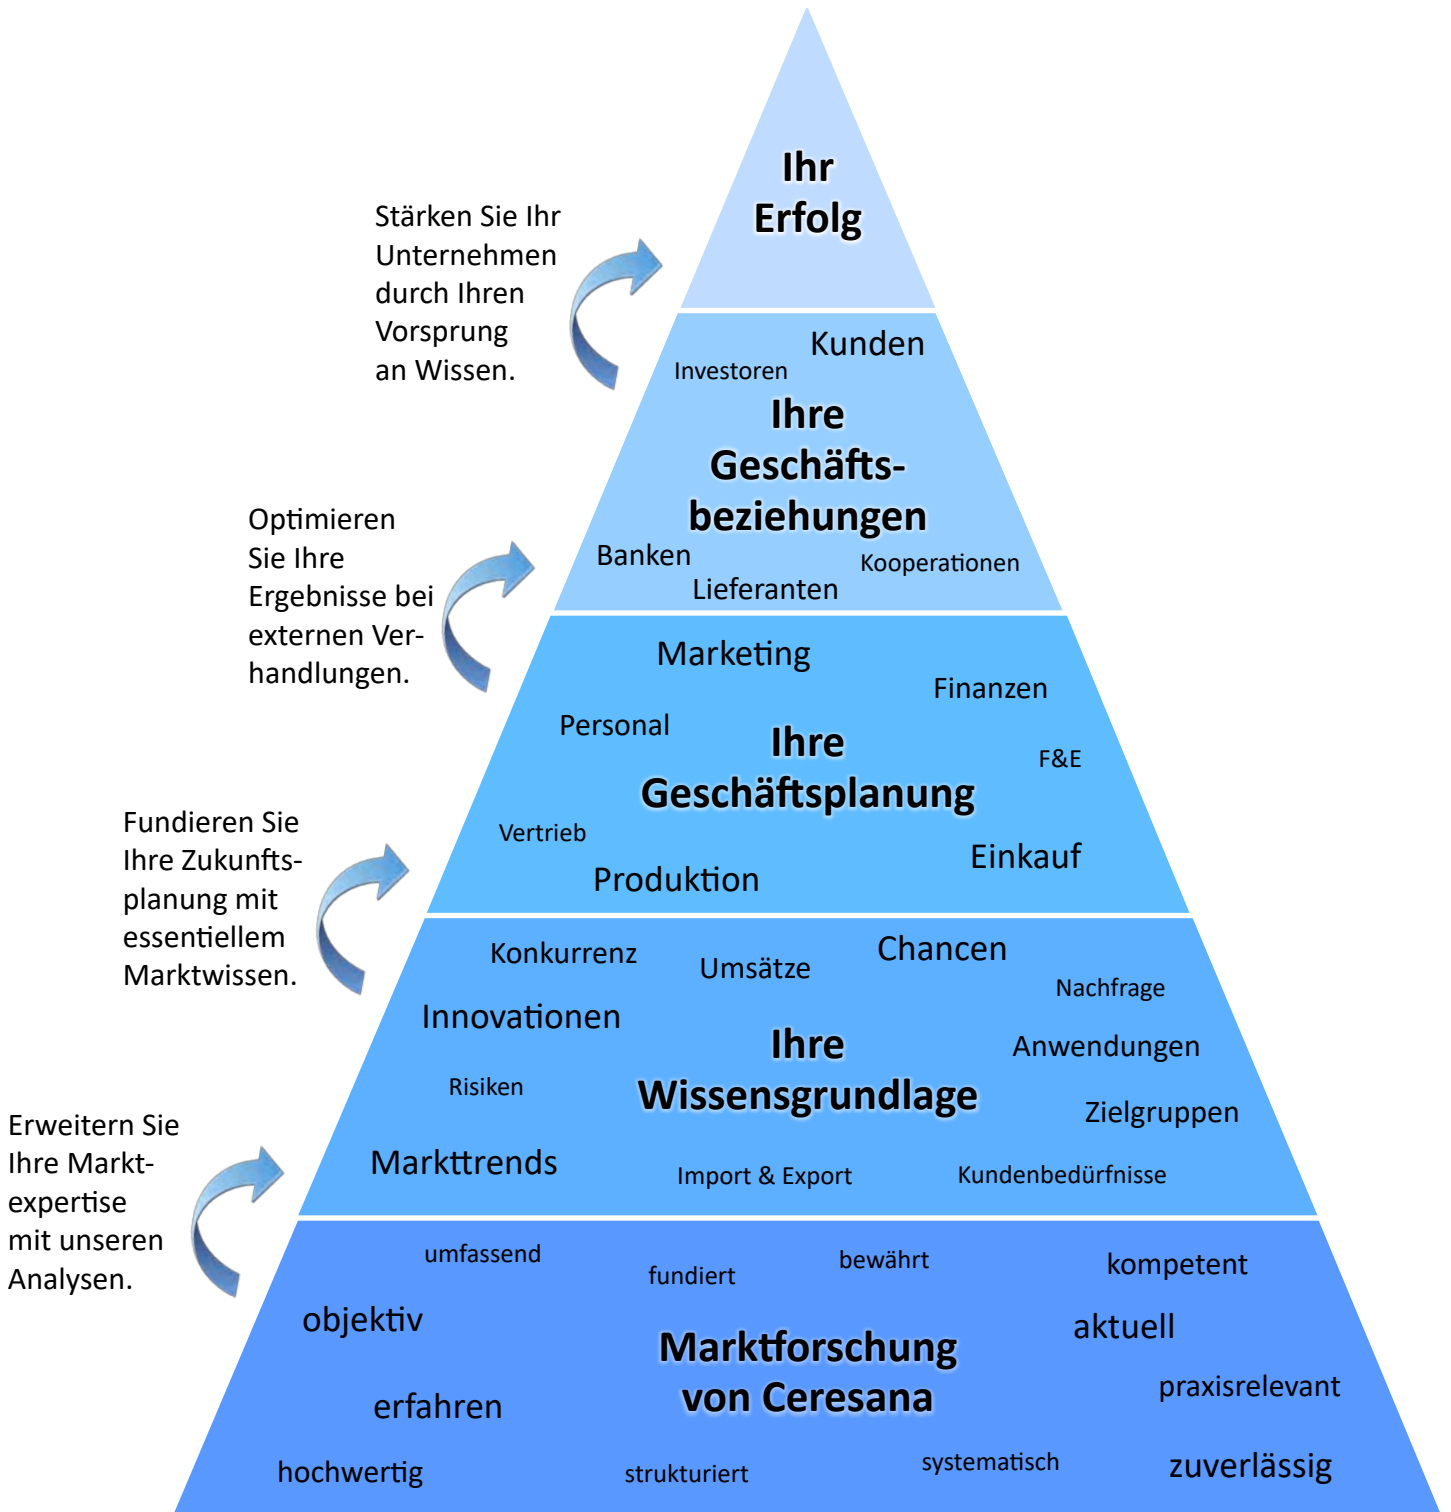 Ihr
Erfolg
Stärken Sie Ihr
Unternehmen
durch Ihren
Vorsprung
an Wissen.
Kunden
Investoren
Ihre
Geschäfts-
beziehungen
Banken
Kooperationen
Lieferanten
Optimieren
Sie Ihre
Ergebnisse bei
externen Ver-
handlungen.
Marketing
Finanzen
Personal
Ihre
Geschäftsplanung
F&E
Vertrieb
Einkauf
Produktion
Fundieren Sie
Ihre Zukunfts-
planung mit
essentiellem
Marktwissen.
Konkurrenz
Umsätze
Chancen
Nachfrage
Innovationen
Ihre
Wissensgrundlage
Anwendungen
Risiken
Zielgruppen
Markttrends
Import & Export
Kundenbedürfnisse
Erweitern Sie
Ihre Markt-
expertise
mit unseren
Analysen.
umfassend
fundiert
bewährt
kompetent
objektiv
aktuell
Marktforschung
von Ceresana
praxisrelevant
erfahren
hochwertig
strukturiert
systematisch
zuverlässig